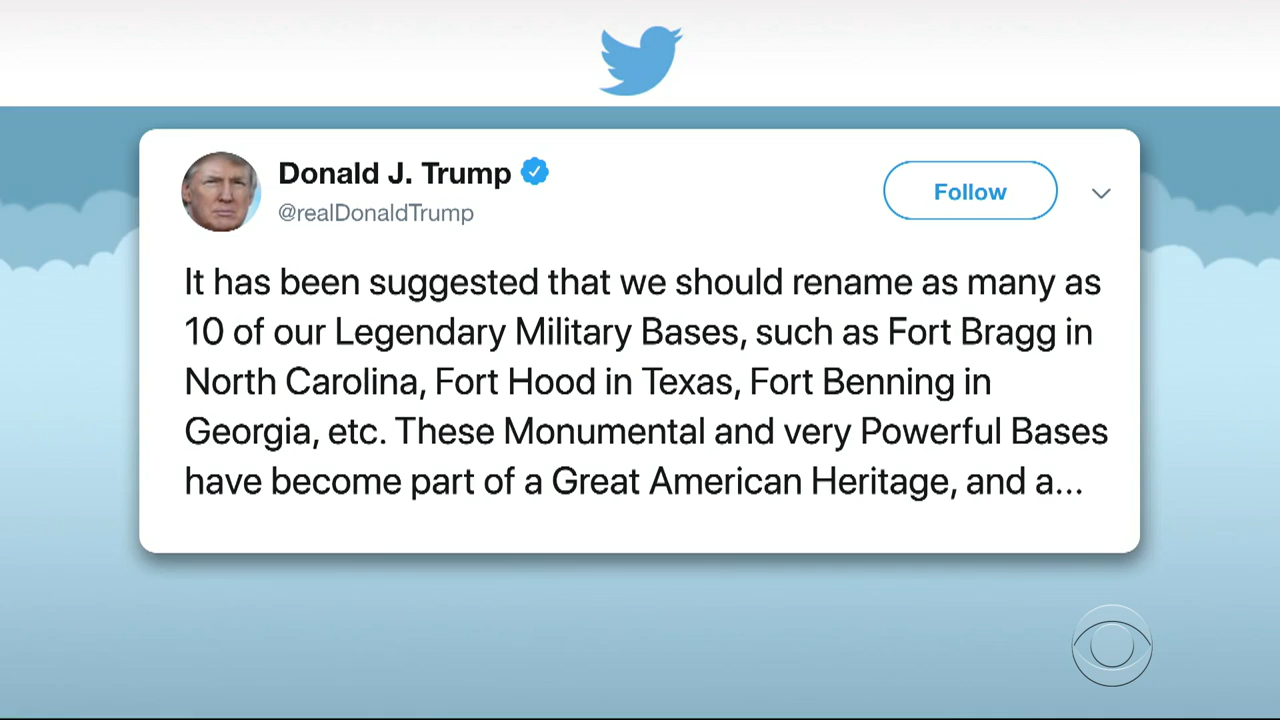 Donald J. Trump
@realDonaldTrump
Follow
It has been suggested that we should rename as many as
10 of our Legendary Military Bases, such as Fort Bragg in
North Carolina, Fort Hood in Texas, Fort Benning in
Georgia, etc. These Monumental and very Powerful Bases
have become part of a Great American Heritage, and a...